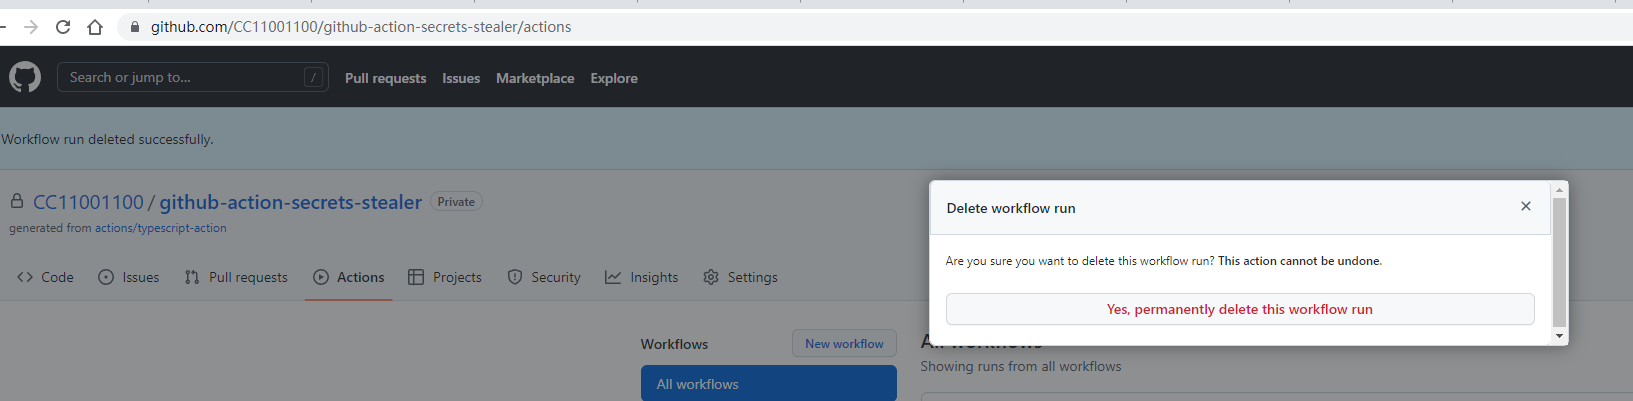 github.com/CC11001100/github-action-secrets-stealer/actions
Search or jump to... / Pull requests Issues Marketplace Explore
Workflow run deleted successfully.
CC11001100 / github-action-secrets-stealer Private
generated from actions/typescript-action
Code Issues Pull requests Actions Projects Security Insights Settings
Delete workflow run
Are you sure you want to delete this workflow run? This action cannot be undone.
Yes, permanently delete this workflow run
Workflows New workflow
All workflows
All workflows
Showing runs from all workflows